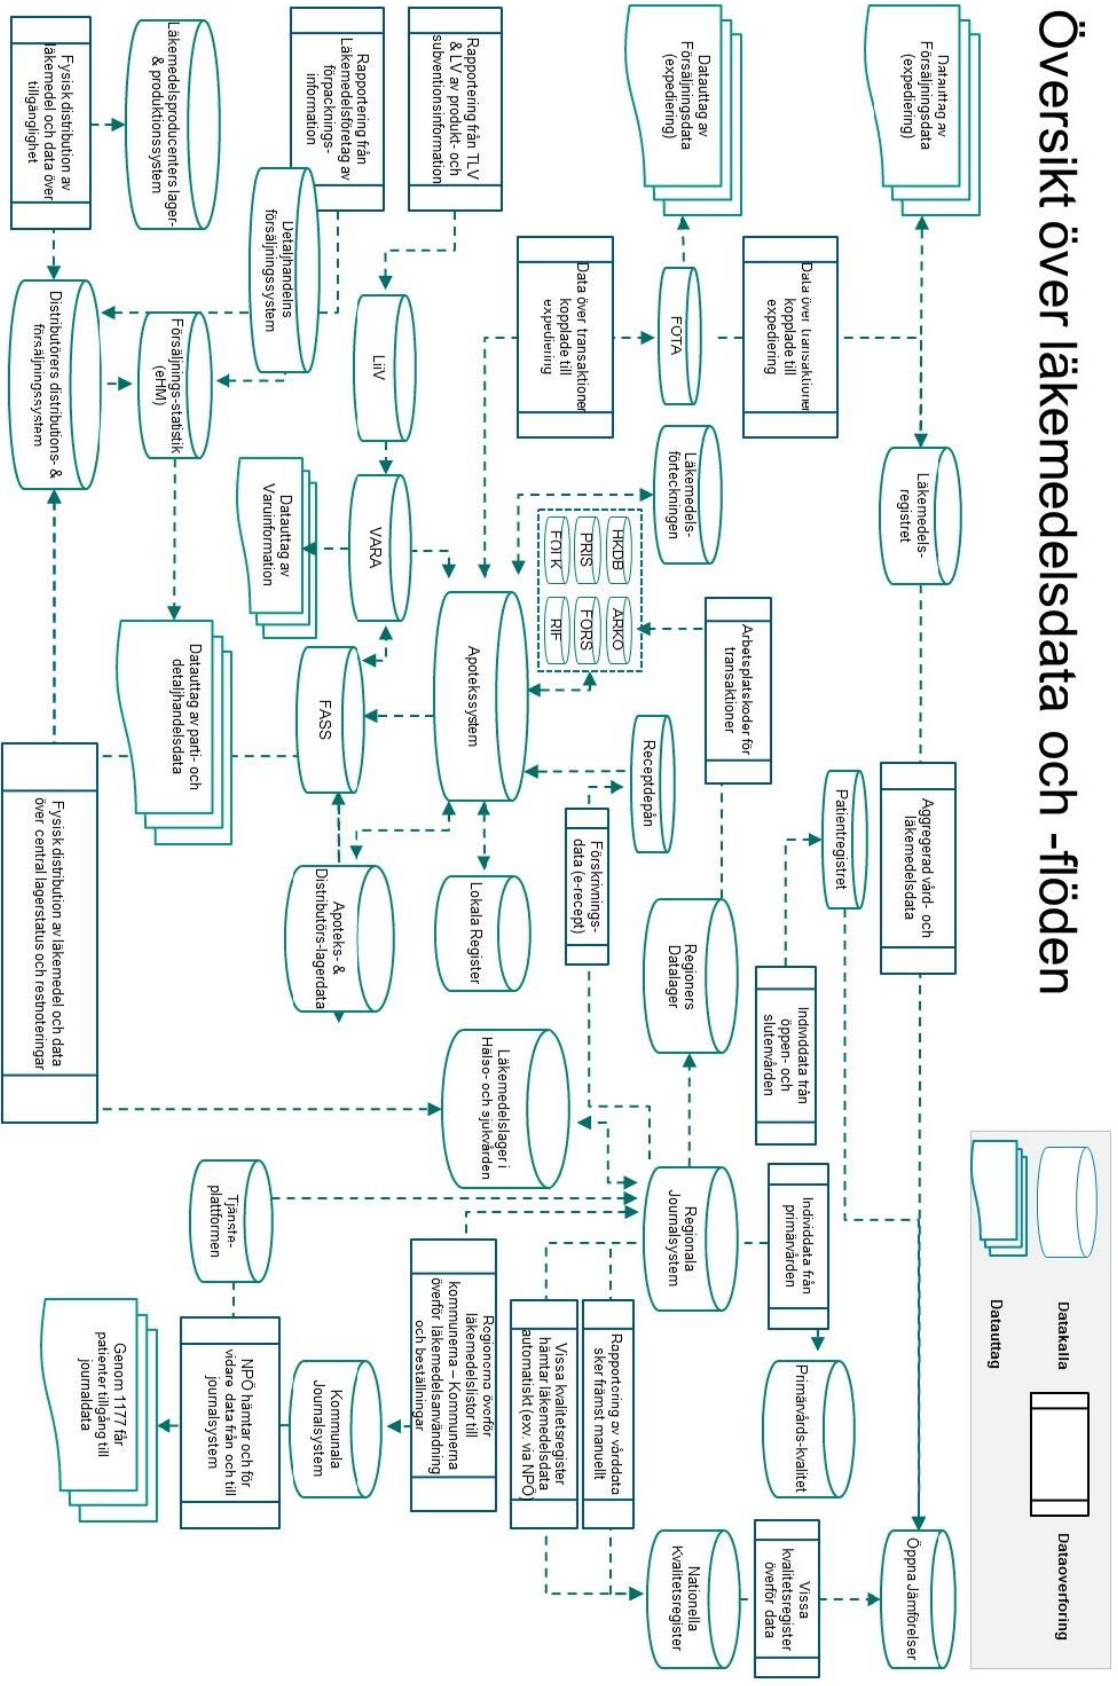 Översikt över läkemedelsdata och -flöden
Datakälla
Dataöverföring
Datauttag
Datauttag av
Försäljningsdata
(expediering)
Läkemedels-
registret
Aggregerad vård- och
läkemedelsdata
Öppna Jämförelser
Data över transaktioner
kopplade till
expediering
Patientregistret
Individdata från
öppen- och
slutenvården
Individdata från
primärvården
Primärvårds-kvalitet
Vissa
kvalitetsregister
överför data
Datauttag av
Försäljningsdata
(expediering)
FOTA
Läkemedels-
förteckningen
Arbetsplatskoder för
transaktioner
Receptdepån
Regioners
Datalager
Regionala
Journalsystem
Nationella
Kvalitetsregister
Data över transaktioner
kopplade till
expediering
HKDB
ARKO
PRIS
FORS
FOLK
RIF
Förskrivnings-
data (e-recept)
Rapportering av vårddata
sker främst manuellt
Vissa kvalitetsregister
hämtar läkemedelsdata
automatiskt (exv. via NPÖ)
Rapportering från TLV
& LV av produkt- och
subventionsinformation
Apotekssystem
Lokala Register
Läkemedelslager i
Hälso- och sjukvården
Regionerna överför
läkemedelslistor till
kommunerna – Kommunerna
överför läkemedelsanvändning
och beställningar
Rapportering från
Läkemedelsföretag av
förpacknings-
information
LiiV
VARA
FASS
Apoteks- &
Distributörs-lagerdata
Kommunala
Journalsystem
Detaljhandelns
försäljningssystem
Datauttag av
Varuinformation
Tjänste-
plattformen
NPÖ hämtar och för
vidare data från och till
journalsystem
Läkemedelsproducenters lager-
& produktionssystem
Försäljnings-statistik
(eHM)
Datauttag av parti- och
detaljhandelsdata
Genom 1177 får
patienter tillgång till
journaldata
Fysisk distribution av
läkemedel och data över
tillgänglighet
Distributörers distributions- &
försäljningssystem
Fysisk distribution av läkemedel och data
över central lagerstatus och restnoteringar